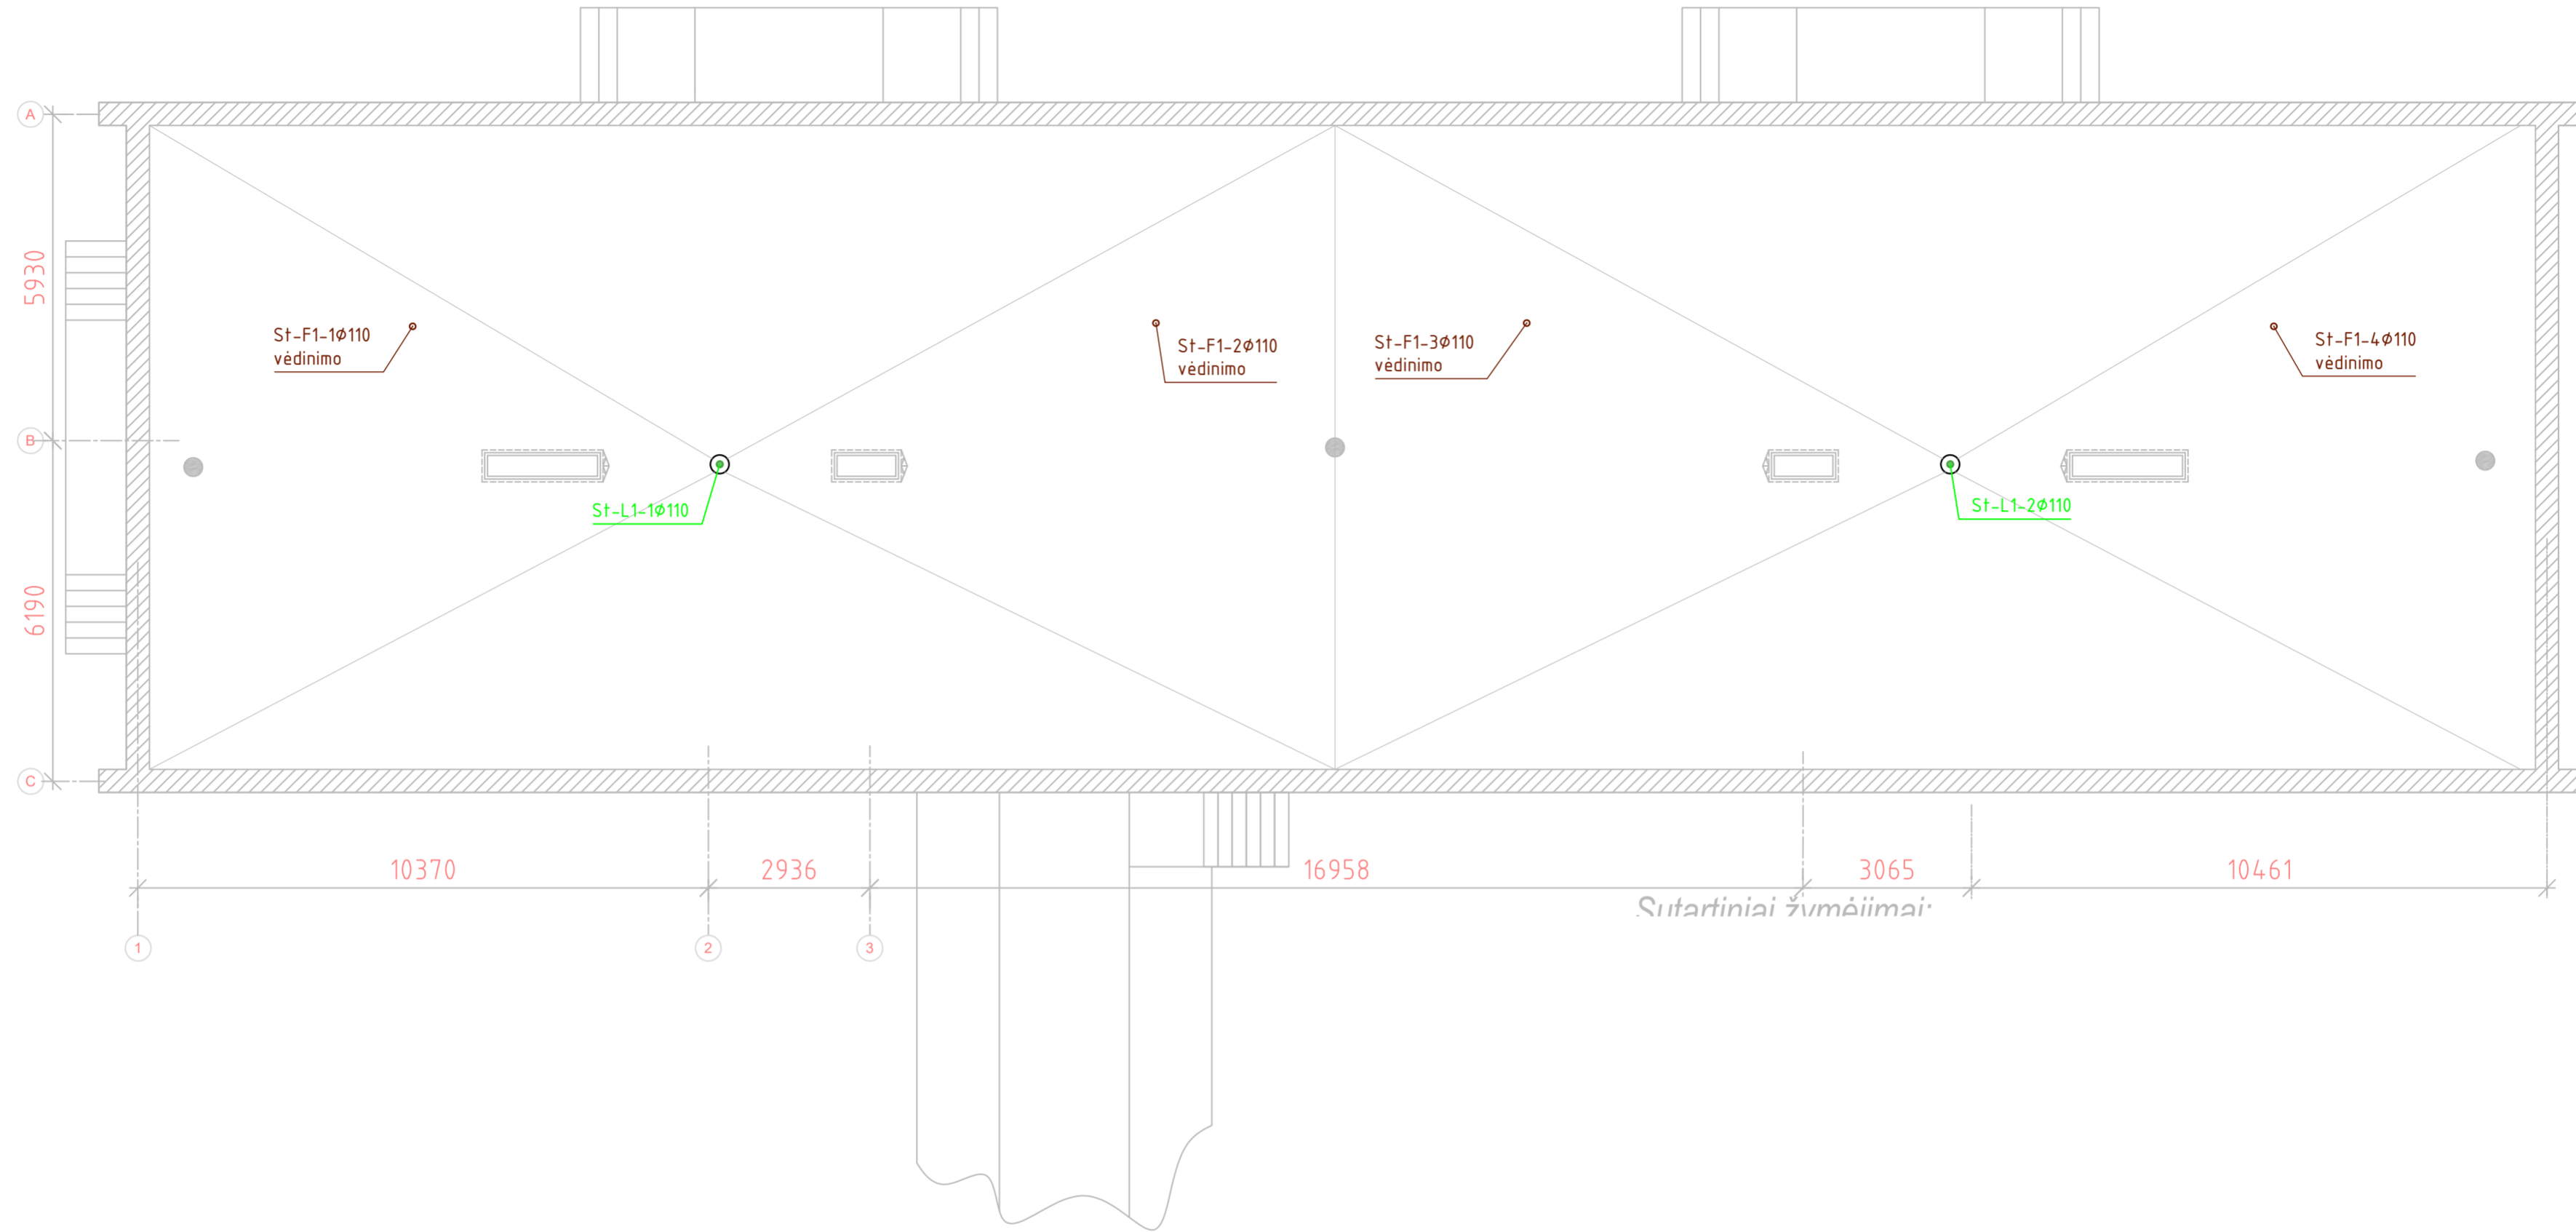 A
5930
St-F1-1Ø110
vėdinimo
St-F1-2Ø110
vėdinimo
St-F1-3Ø110
vėdinimo
St-F1-4Ø110
vėdinimo
B
St-L1-1Ø110
St-L1-2Ø110
6190
C
10370
2936
16958
3065
10461
Sutartiniai žymėjimai:
1
2
3